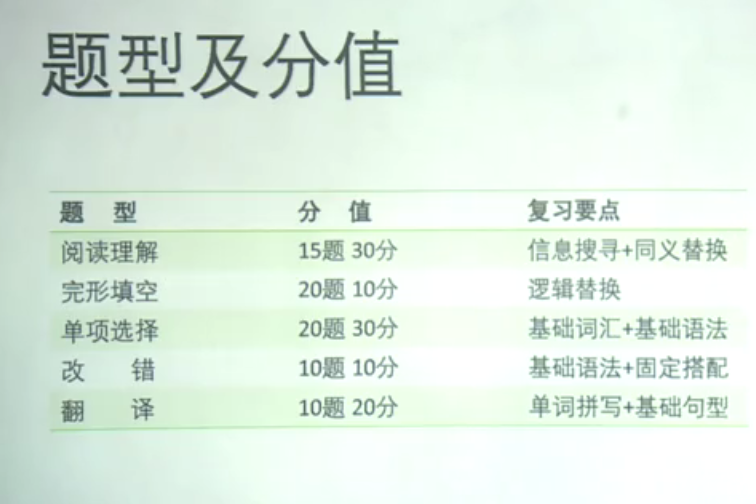 题型及分值
题 型 分 值 复习要点
阅读理解 15题 30分 信息搜寻+同义替换
完形填空 20题 10分 逻辑替换
单项选择 20题 30分 基础词汇+基础语法
改 错 10题 10分 基础语法+固定搭配
翻 译 10题 20分 单词拼写+基础句型